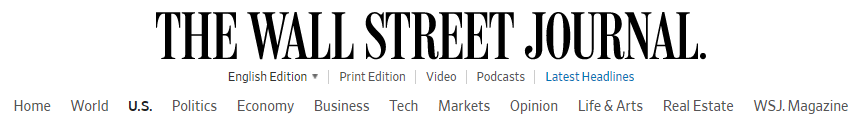 THE WALL STREET JOURNAL.
English Edition ▼ | Print Edition | Video | Podcasts | Latest Headlines
Home World U.S. Politics Economy Business Tech Markets Opinion Life & Arts Real Estate WSJ. Magazine